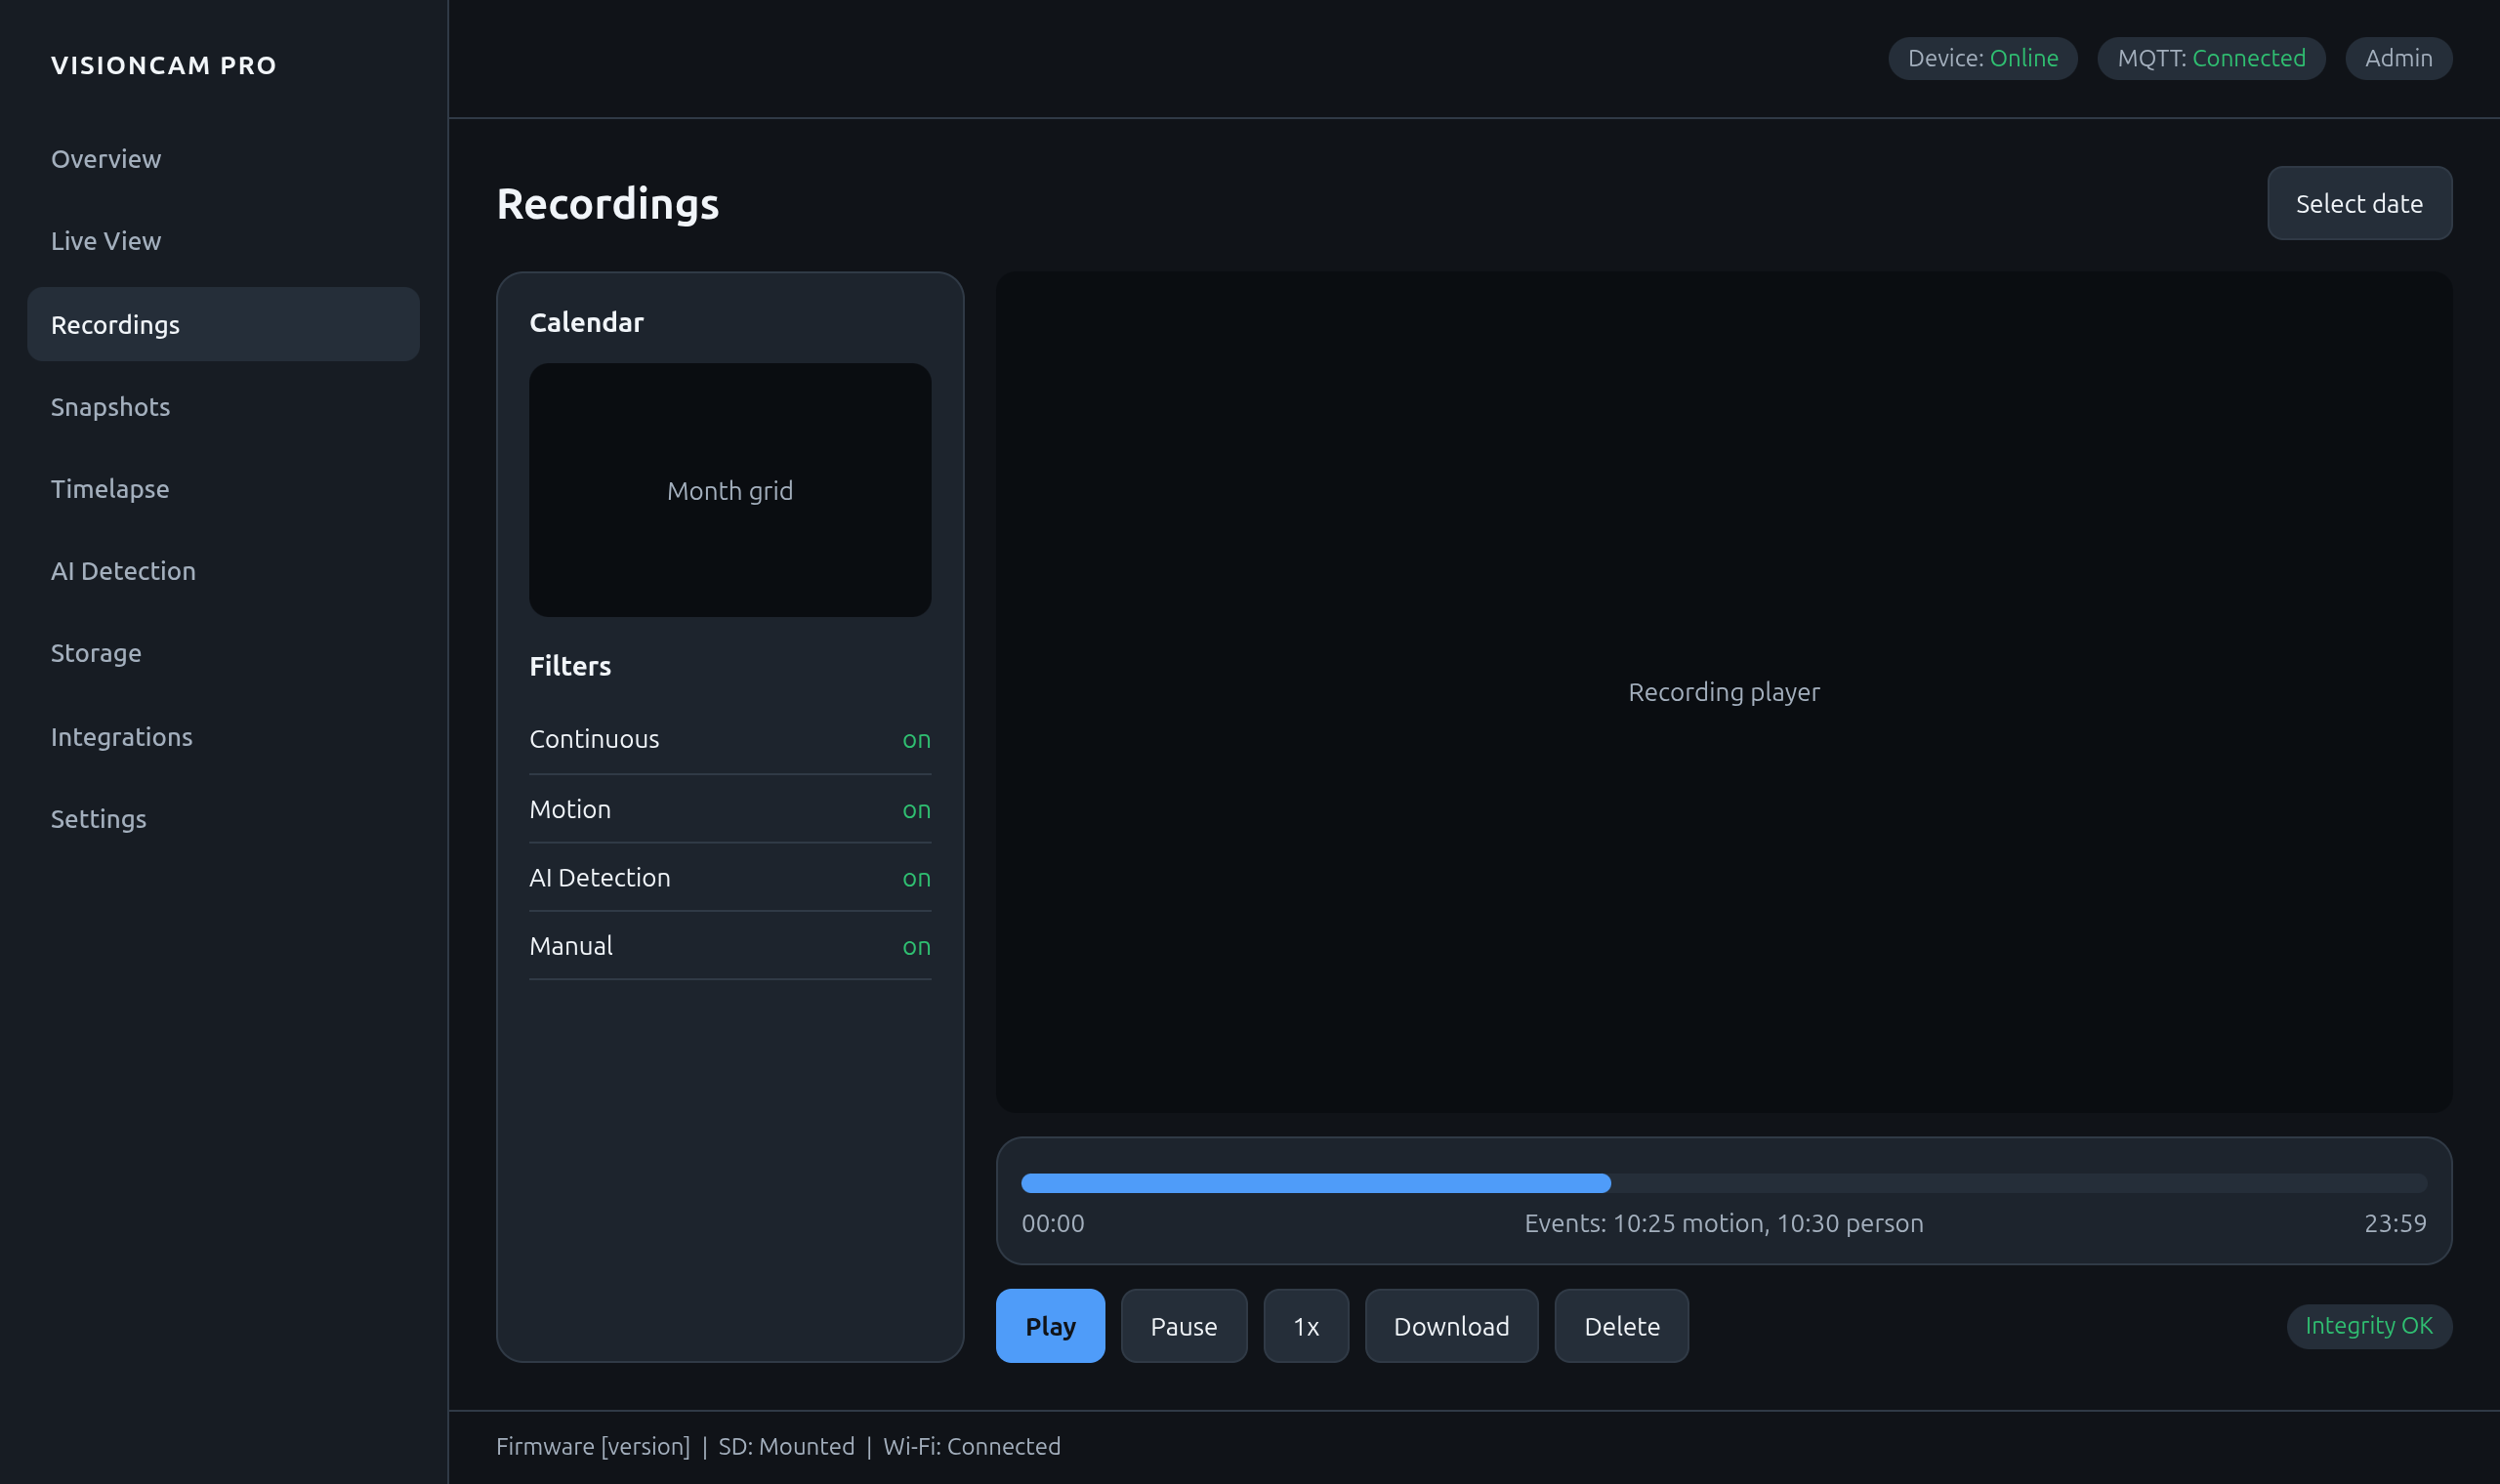 VISIONCAM PRO
Overview
Live View
Recordings
Snapshots
Timelapse
AI Detection
Storage
Integrations
Settings
Device: Online
MQTT: Connected
Admin
Recordings
Select date
Calendar
Month grid
Filters
Continuous on
Motion on
AI Detection on
Manual on
Recording player
00:00 Events: 10:25 motion, 10:30 person 23:59
Play Pause 1x Download Delete Integrity OK
Firmware [version] | SD: Mounted | Wi-Fi: Connected